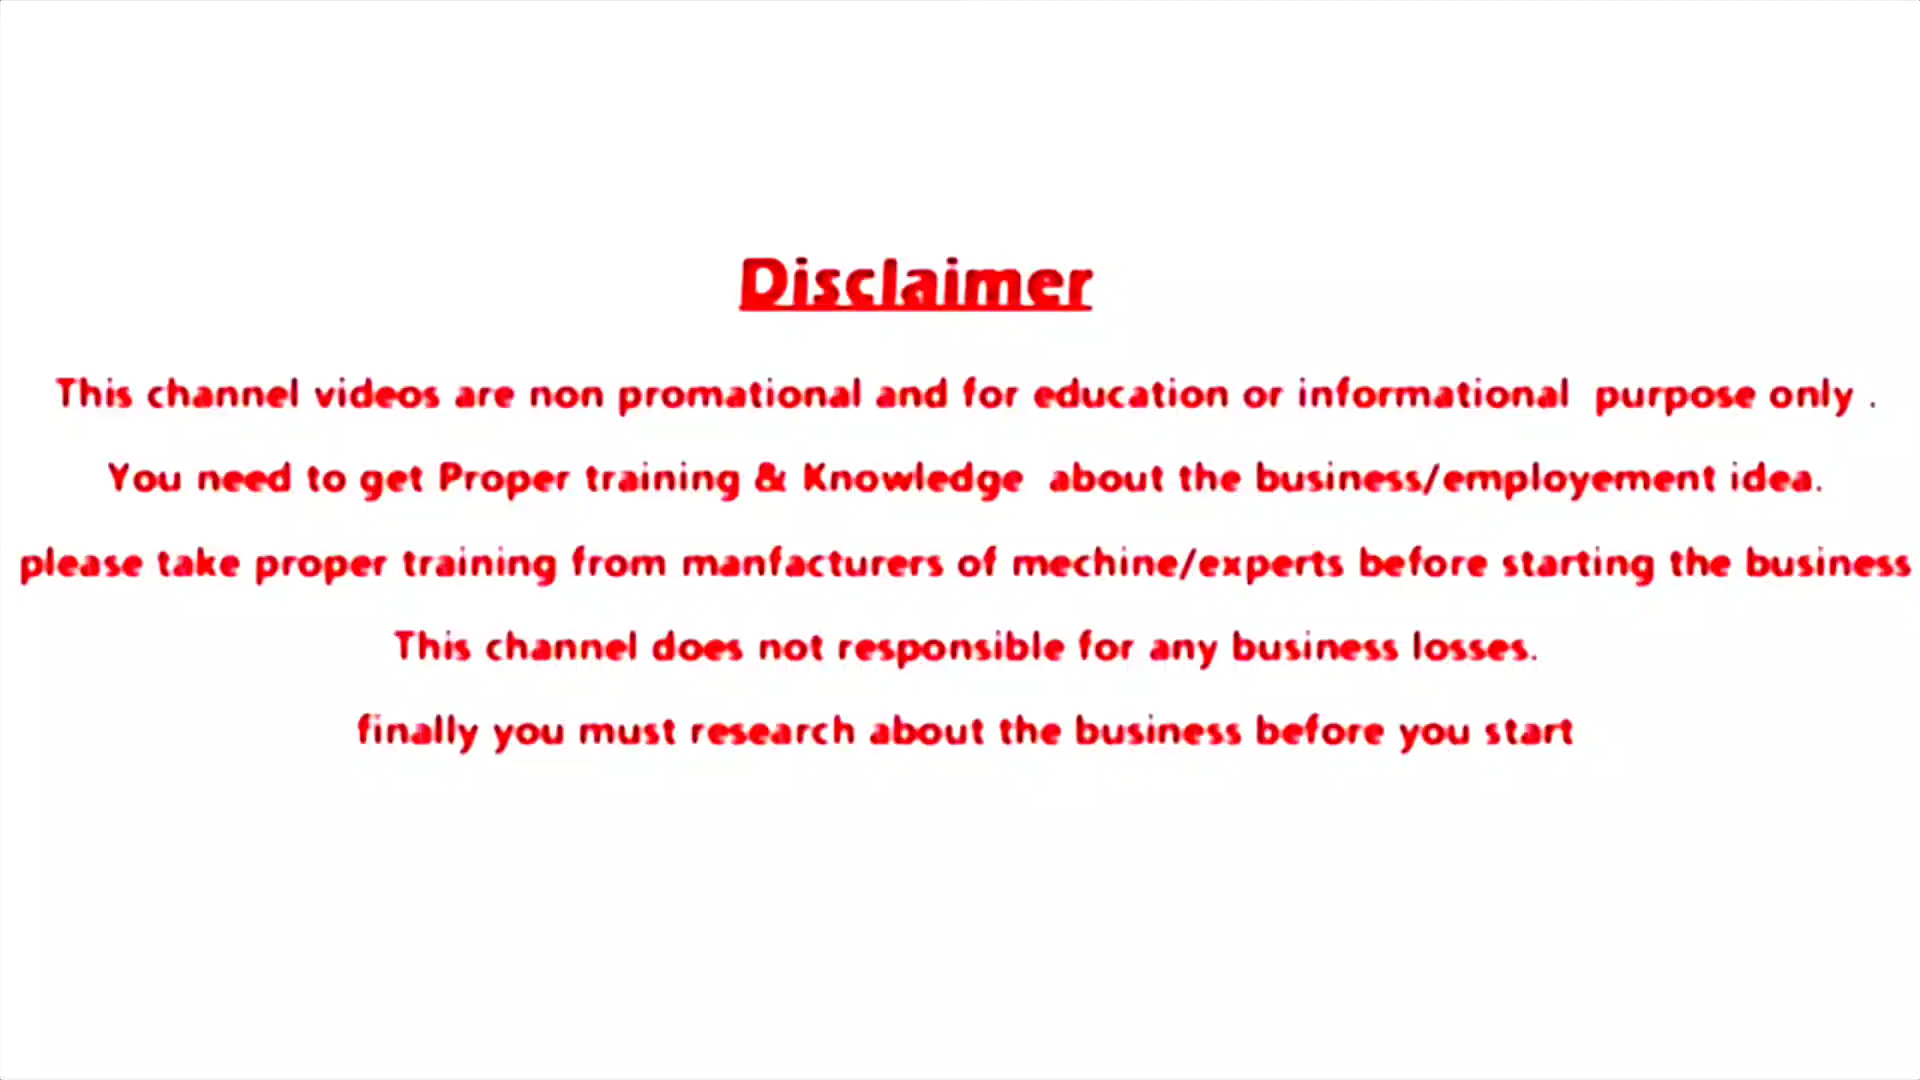 Disclaimer
This channel videos are non promational and for education or informational purpose only .
You need to get Proper training & Knowledge about the business/employement idea.
please take proper training from manfacturers of mechine/experts before starting the business
This channel does not responsible for any business losses.
finally you must research about the business before you start